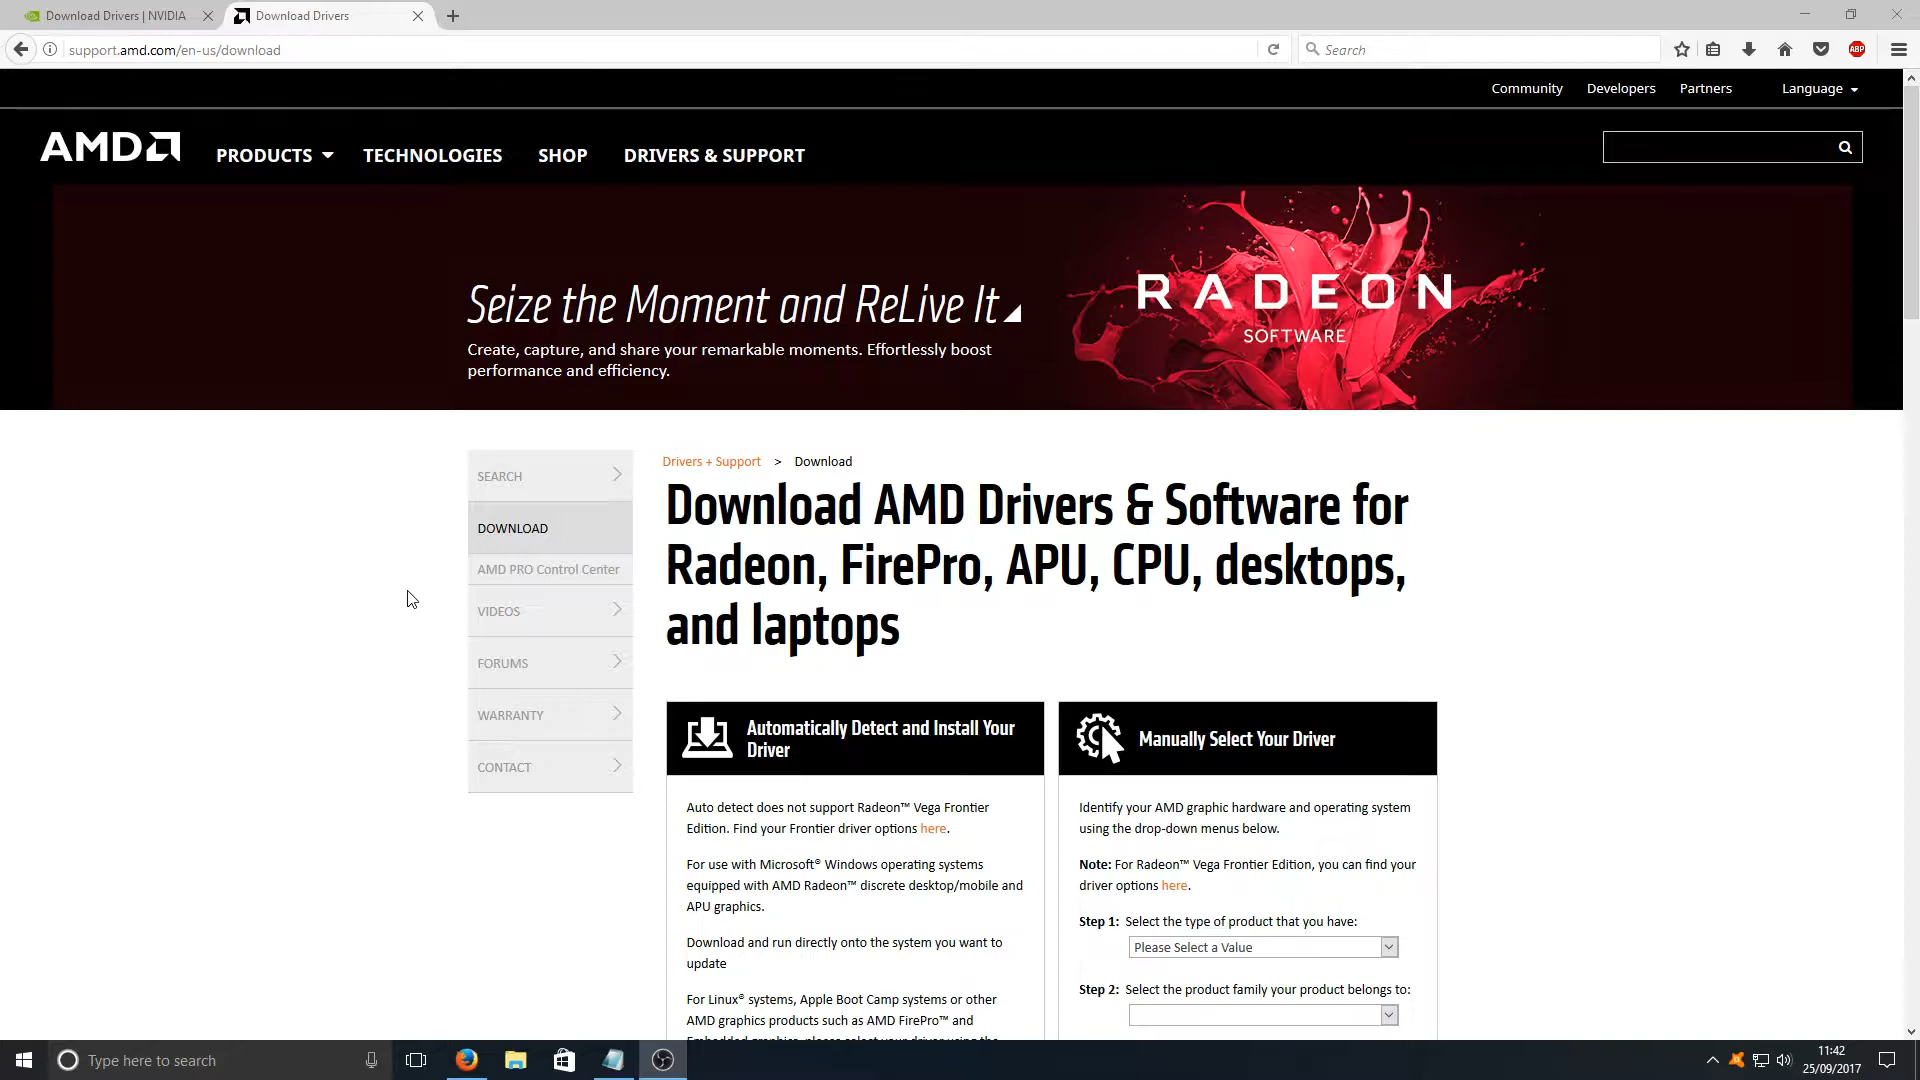 Download Drivers | NVIDIA
Download Drivers
support.amd.com/en-us/download
Search
ABP
Community
Developers
Partners
Language
AMD
PRODUCTS
TECHNOLOGIES
SHOP
DRIVERS & SUPPORT
Seize the Moment and ReLive It
Create, capture, and share your remarkable moments. Effortlessly boost
performance and efficiency.
RADEON
SOFTWARE
SEARCH
DOWNLOAD
AMD PRO Control Center
VIDEOS
FORUMS
WARRANTY
CONTACT
Drivers + Support > Download
Download AMD Drivers & Software for
Radeon, FirePro, APU, CPU, desktops,
and laptops
Automatically Detect and Install Your
Driver
Auto detect does not support Radeon™ Vega Frontier
Edition. Find your Frontier driver options here.
For use with Microsoft® Windows operating systems
equipped with AMD Radeon™ discrete desktop/mobile and
APU graphics.
Download and run directly onto the system you want to
update
For Linux® systems, Apple Boot Camp systems or other
AMD graphics products such as AMD FirePro™ and
Manually Select Your Driver
Identify your AMD graphic hardware and operating system
using the drop-down menus below.
Note: For Radeon™ Vega Frontier Edition, you can find your
driver options here.
Step 1: Select the type of product that you have:
Please Select a Value
Step 2: Select the product family your product belongs to:
Type here to search
11:42
25/09/2017